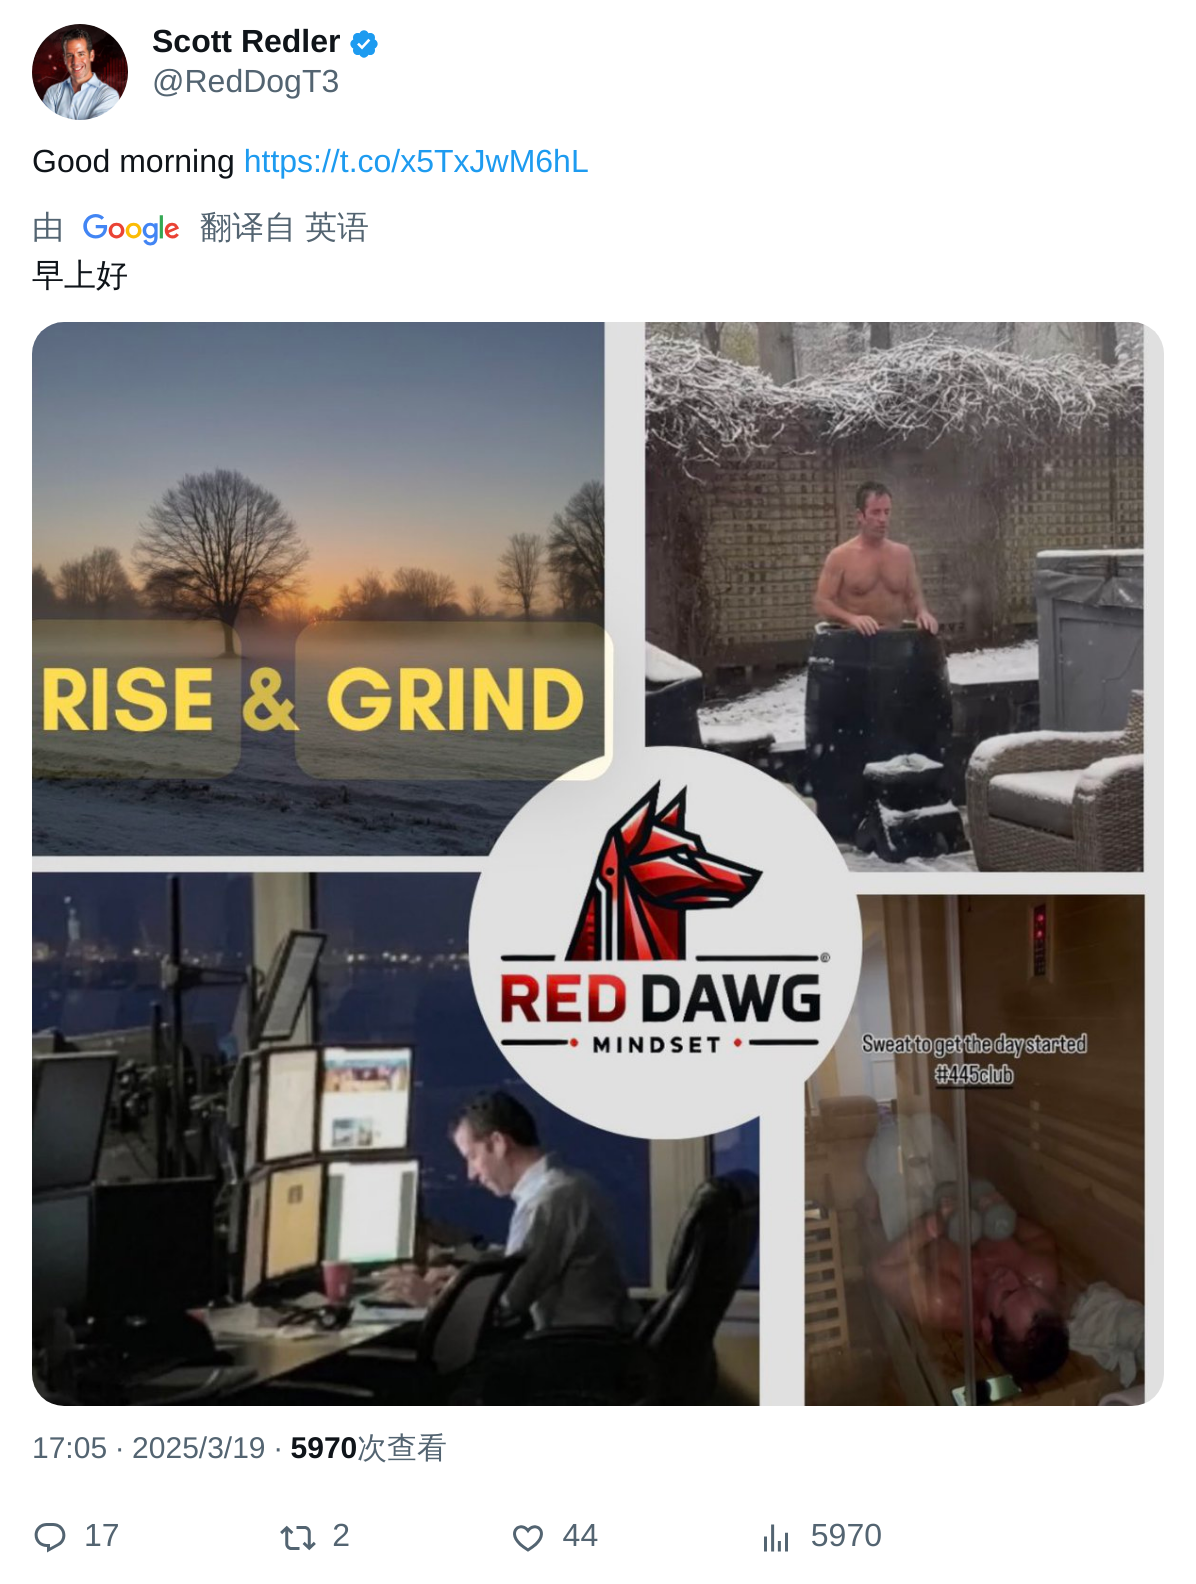 Scott Redler
@RedDogT3
Good morning https://t.co/x5TxJwM6hL
由 Google 翻译自 英语
早上好
RISE & GRIND
RED DAWG
MINDSET
Sweat to get the day started
#445club
17:05 · 2025/3/19 · 5970次查看
17 2 44 5970